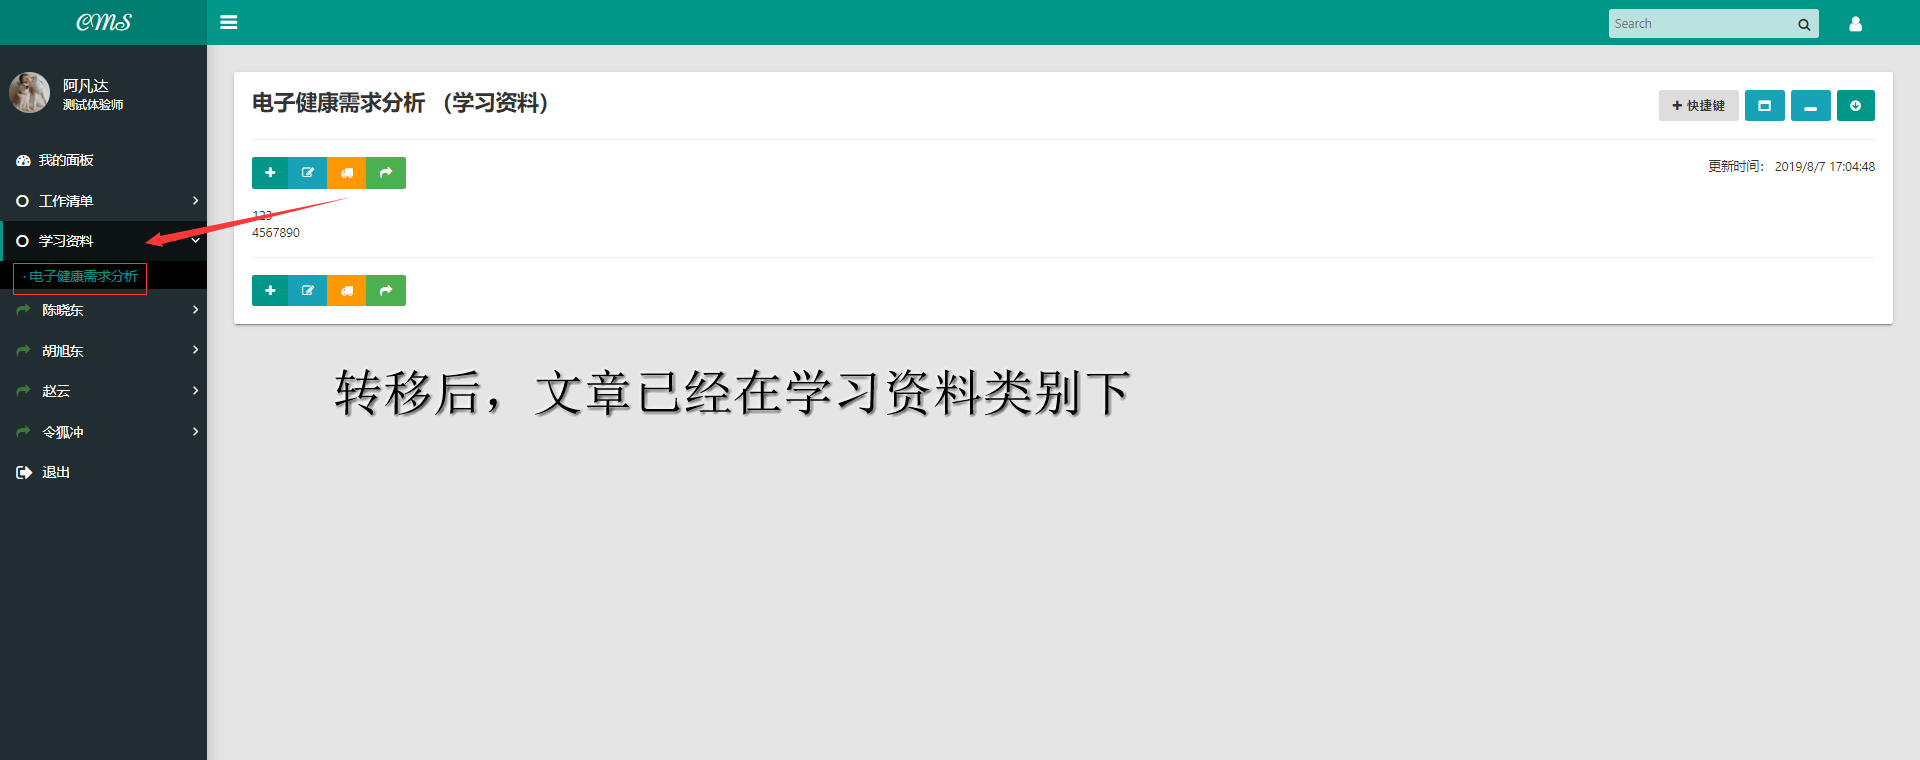 CMS
Search
阿凡达
测试体验师
我的面板
工作清单
学习资料
· 电子健康需求分析
陈晓东
胡旭东
赵云
令狐冲
退出
电子健康需求分析 （学习资料）
快捷键
更新时间： 2019/8/7 17:04:48
123
4567890
转移后，文章已经在学习资料类别下